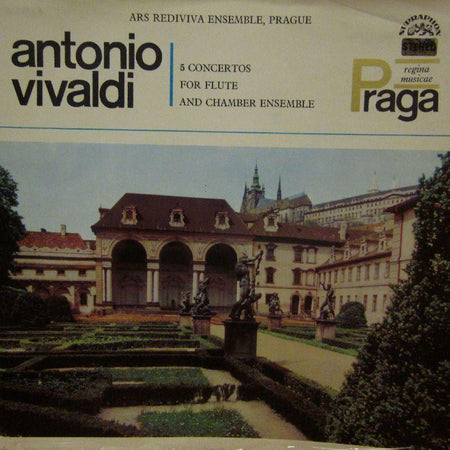 ARS REDIVIVA ENSEMBLE, PRAGUE
antonio
vivaldi
5 CONCERTOS
FOR FLUTE
AND CHAMBER ENSEMBLE
SUPRAPHON
STEREO
regina
musicae
Praga